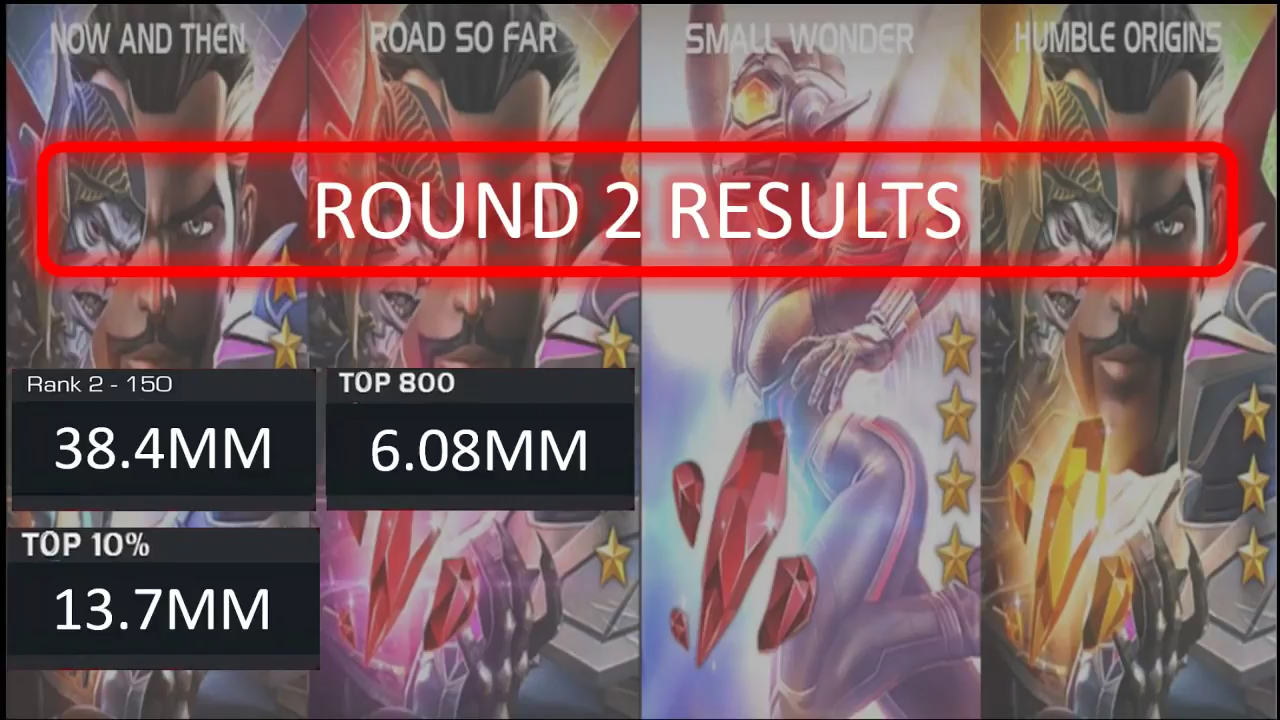 NOW AND THEN
ROAD SO FAR
SMALL WONDER
HUMBLE ORIGINS
ROUND 2 RESULTS
Rank 2 - 150
38.4MM
TOP 800
6.08MM
TOP 10%
13.7MM